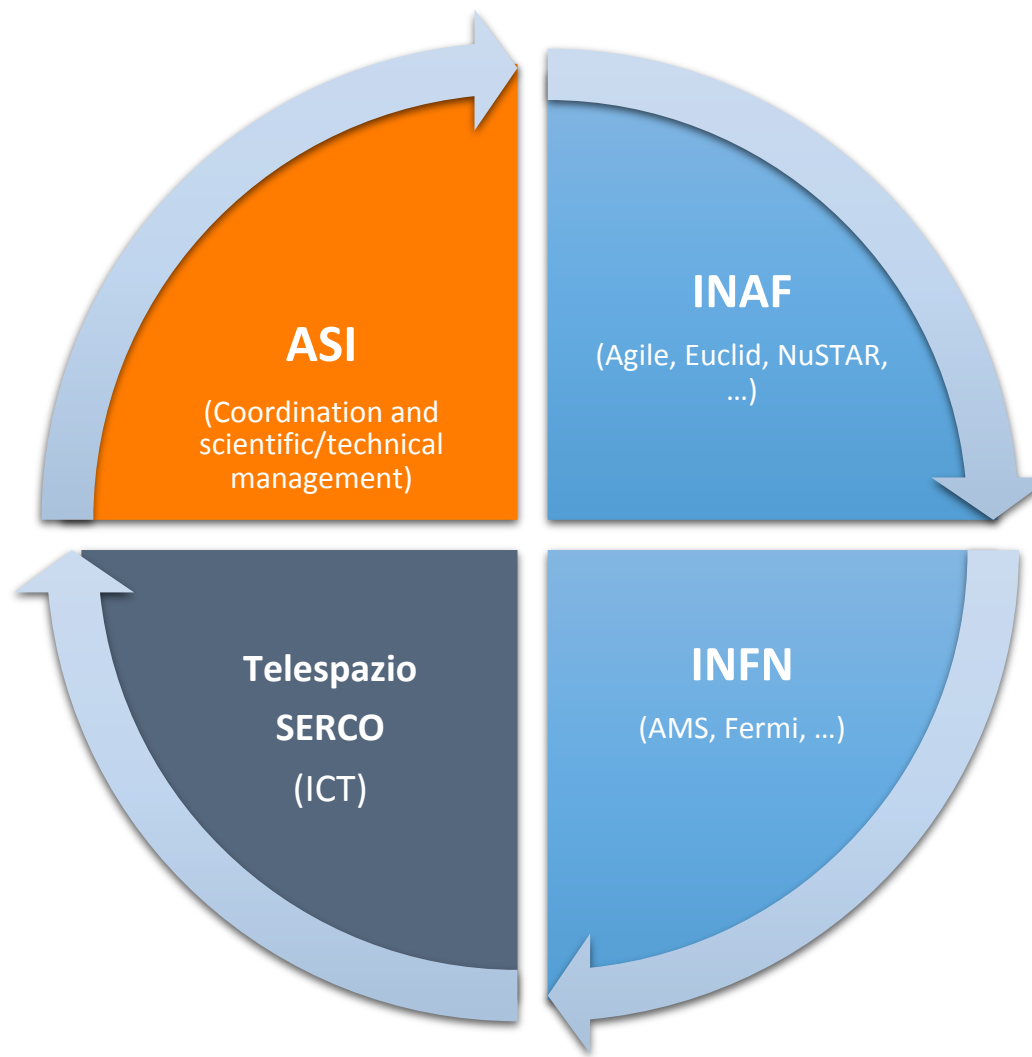 ASI
(Coordination and
scientific/technical
management)
INAF
(Agile, Euclid, NuSTAR,
...)
Telespazio
SERCO
(ICT)
INFN
(AMS, Fermi, ...)